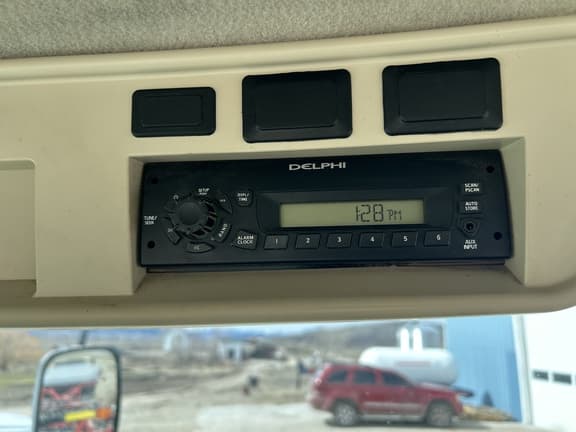 DELPHI
SETUP
DSPL/
TIME
SCAN/
PSCAN
TUNE/
SEEK
1:28 PM
AUTO
STORE
BAND
ALARM
CLOCK
1 2 3 4 5 6
AUX
INPUT